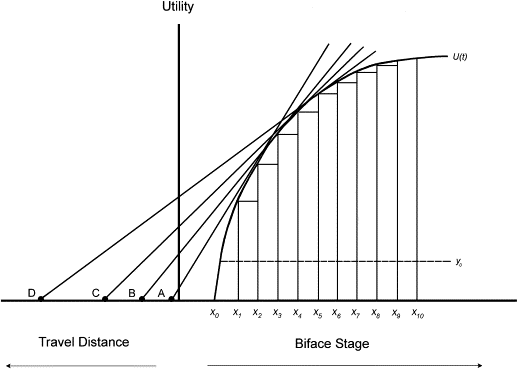 Utility
U(t)
y₀
D C B A
x₀ x₁ x₂ x₃ x₄ x₅ x₆ x₇ x₈ x₉ x₁₀
Travel Distance Biface Stage